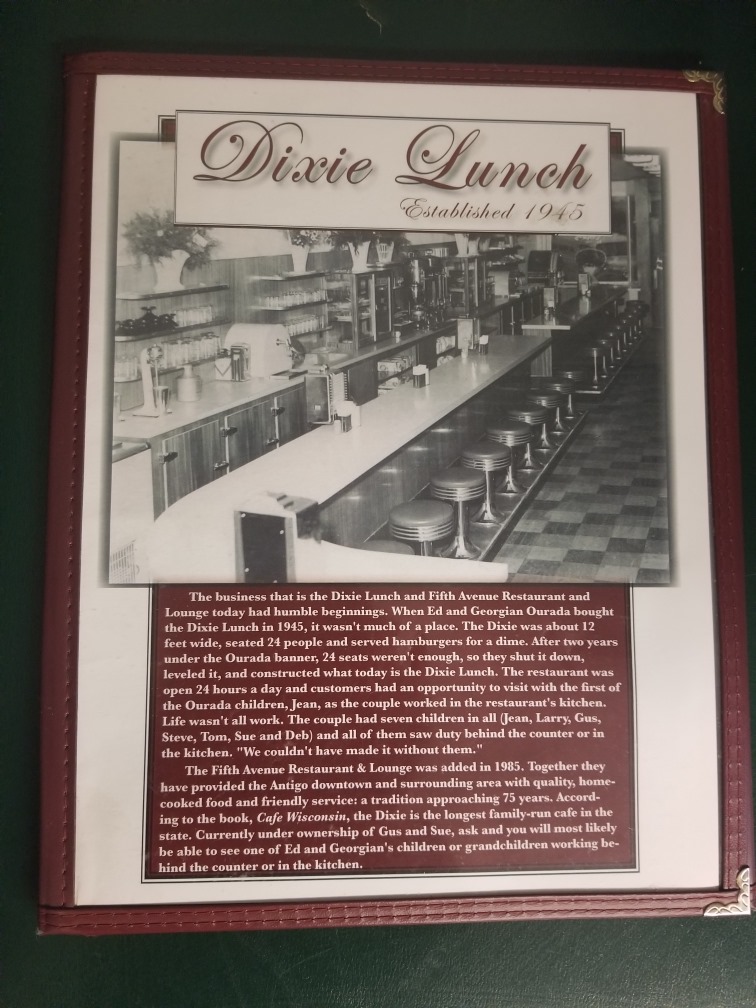 Dixie Lunch
Established 1945
The business that is the Dixie Lunch and Fifth Avenue Restaurant and
Lounge today had humble beginnings. When Ed and Georgian Ourada bought
the Dixie Lunch in 1945, it wasn't much of a place. The Dixie was about 12
feet wide, seated 24 people and served hamburgers for a dime. After two years
under the Ourada banner, 24 seats weren't enough, so they shut it down,
leveled it, and constructed what today is the Dixie Lunch. The restaurant was
open 24 hours a day and customers had an opportunity to visit with the first of
the Ourada children, Jean, as the couple worked in the restaurant's kitchen.
Life wasn't all work. The couple had seven children in all (Jean, Larry, Gus,
Steve, Tom, Sue and Deb) and all of them saw duty behind the counter or in
the kitchen. "We couldn't have made it without them."
The Fifth Avenue Restaurant & Lounge was added in 1985. Together they
have provided the Antigo downtown and surrounding area with quality, home-
cooked food and friendly service: a tradition approaching 75 years. Accord-
ing to the book, Cafe Wisconsin, the Dixie is the longest family-run cafe in the
state. Currently under ownership of Gus and Sue, ask and you will most likely
be able to see one of Ed and Georgian's children or grandchildren working be-
hind the counter or in the kitchen.